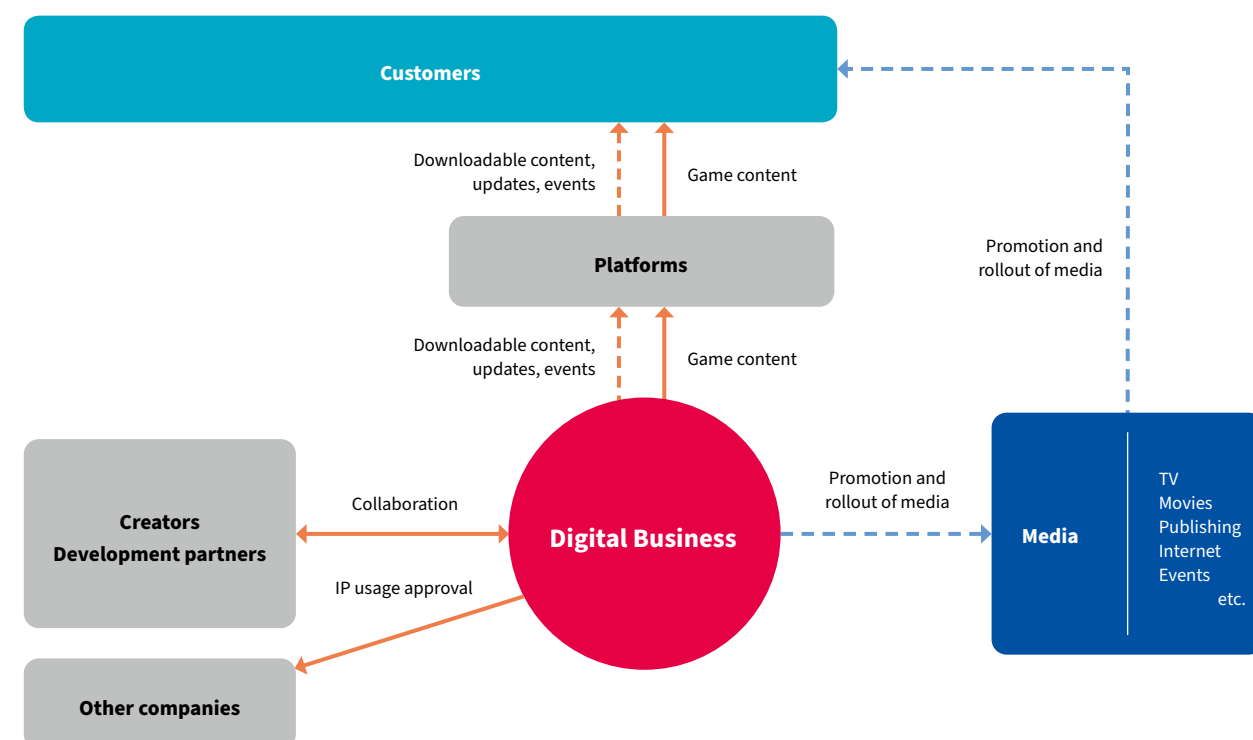 Customers
Downloadable content,
updates, events
Game content
Platforms
Promotion and
rollout of media
Downloadable content,
updates, events
Game content
Creators
Development partners
Collaboration
IP usage approval
Digital Business
Promotion and
rollout of media
Media
TV
Movies
Publishing
Internet
Events
etc.
Other companies